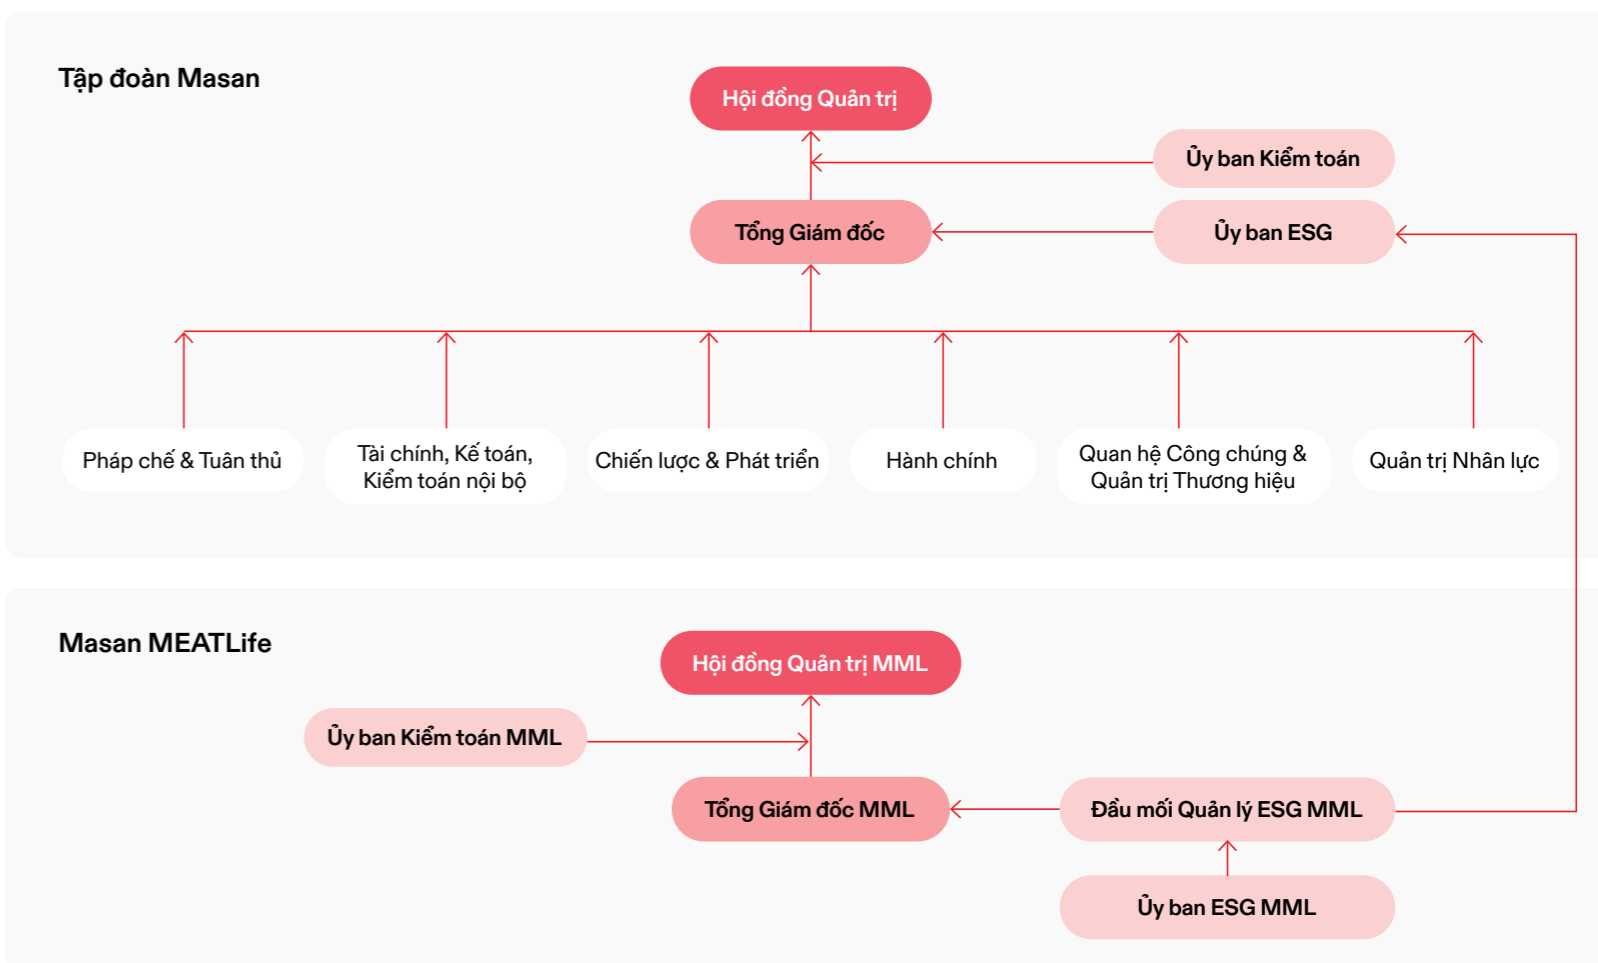 Tập đoàn Masan
Hội đồng Quản trị
Ủy ban Kiểm toán
Tổng Giám đốc
Ủy ban ESG
Pháp chế & Tuân thủ
Tài chính, Kế toán,
Kiểm toán nội bộ
Chiến lược & Phát triển
Hành chính
Quan hệ Công chúng &
Quản trị Thương hiệu
Quản trị Nhân lực
Masan MEATLife
Hội đồng Quản trị MML
Ủy ban Kiểm toán MML
Tổng Giám đốc MML
Đầu mối Quản lý ESG MML
Ủy ban ESG MML